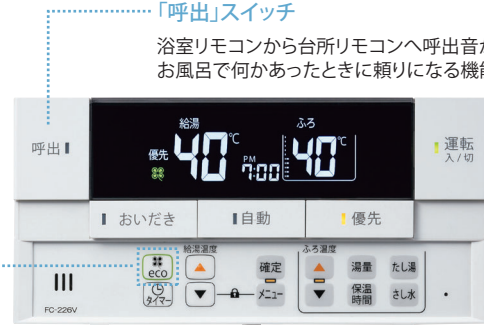 「呼出」スイッチ
浴室リモコンから台所リモコンへ呼出音
お風呂で何かあったときに頼りになる機
給湯
ふろ
呼出
優先
40℃
PM
7:00
40℃
運転
入/切
おいだき
自動
優先
給湯温度
ふろ温度
eco
確定
湯量
たし湯
タイマー
メニュー
保温
時間
さし水
FC-226V